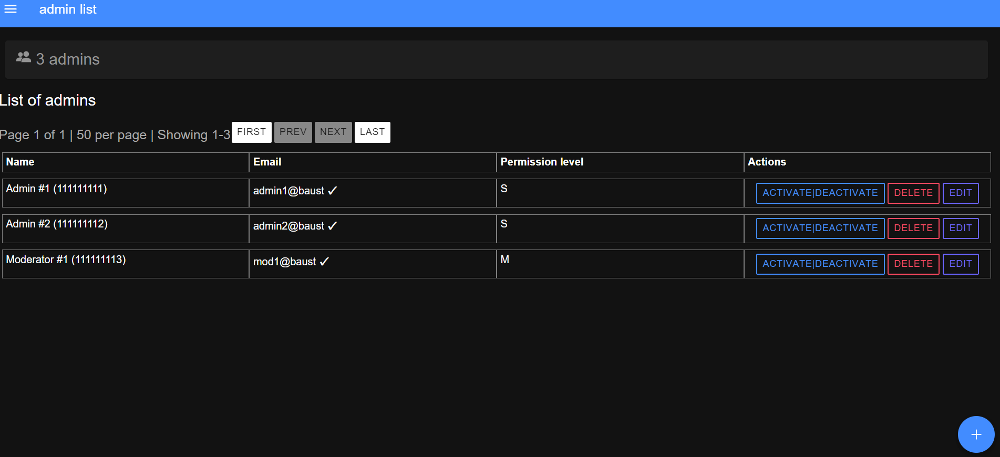 admin list
3 admins
List of admins
Page 1 of 1 | 50 per page | Showing 1-3 FIRST PREV NEXT LAST
Name Email Permission level Actions
Admin #1 (111111111) admin1@baust ✓ S ACTIVATE|DEACTIVATE DELETE EDIT
Admin #2 (111111112) admin2@baust ✓ S ACTIVATE|DEACTIVATE DELETE EDIT
Moderator #1 (111111113) mod1@baust ✓ M ACTIVATE|DEACTIVATE DELETE EDIT